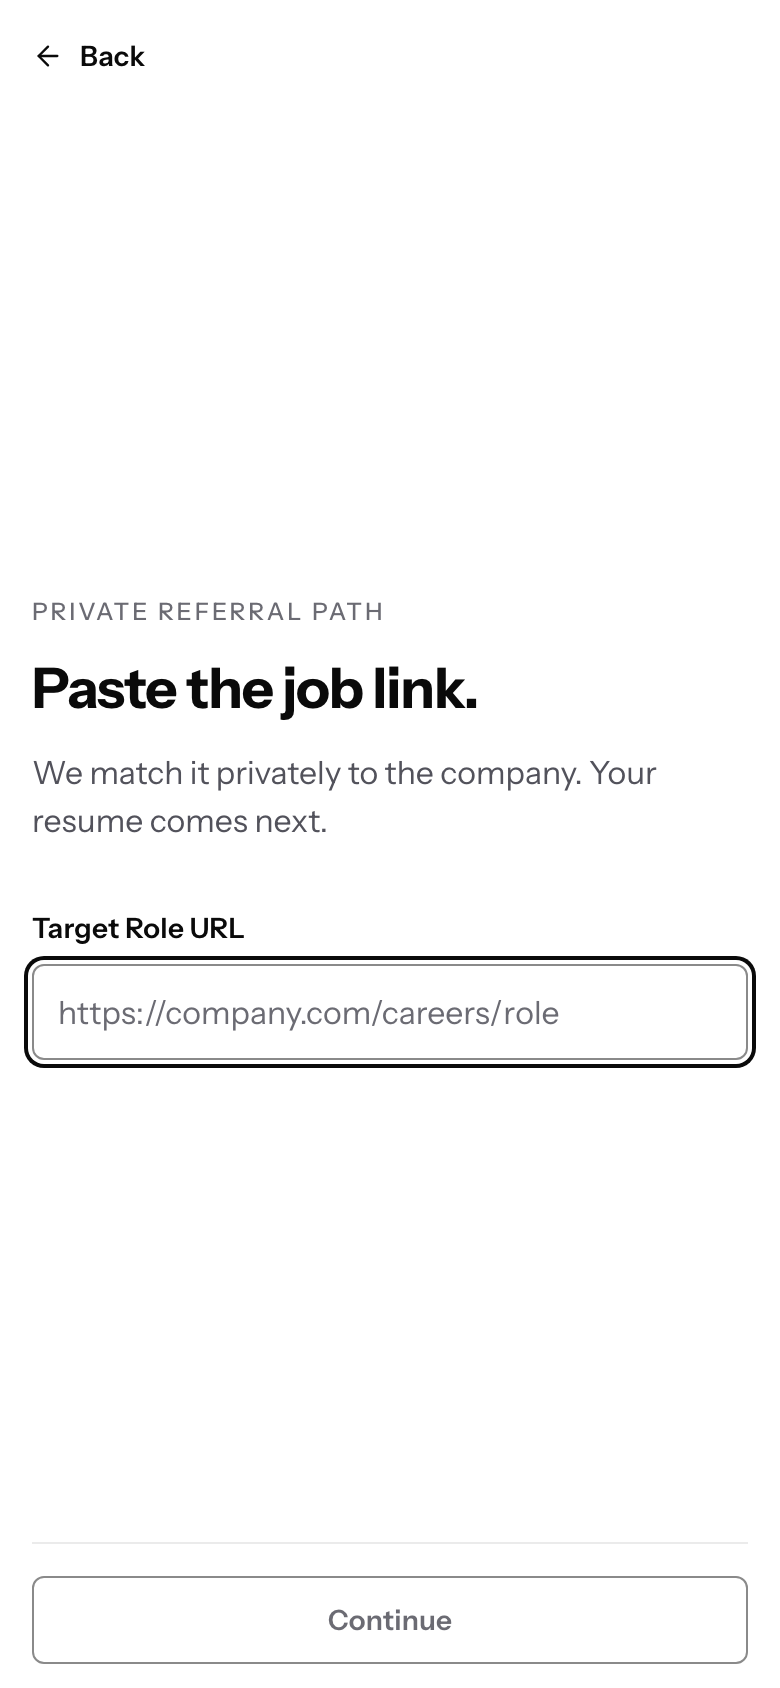 Back
PRIVATE REFERRAL PATH
Paste the job link.
We match it privately to the company. Your
resume comes next.
Target Role URL
https://company.com/careers/role
Continue